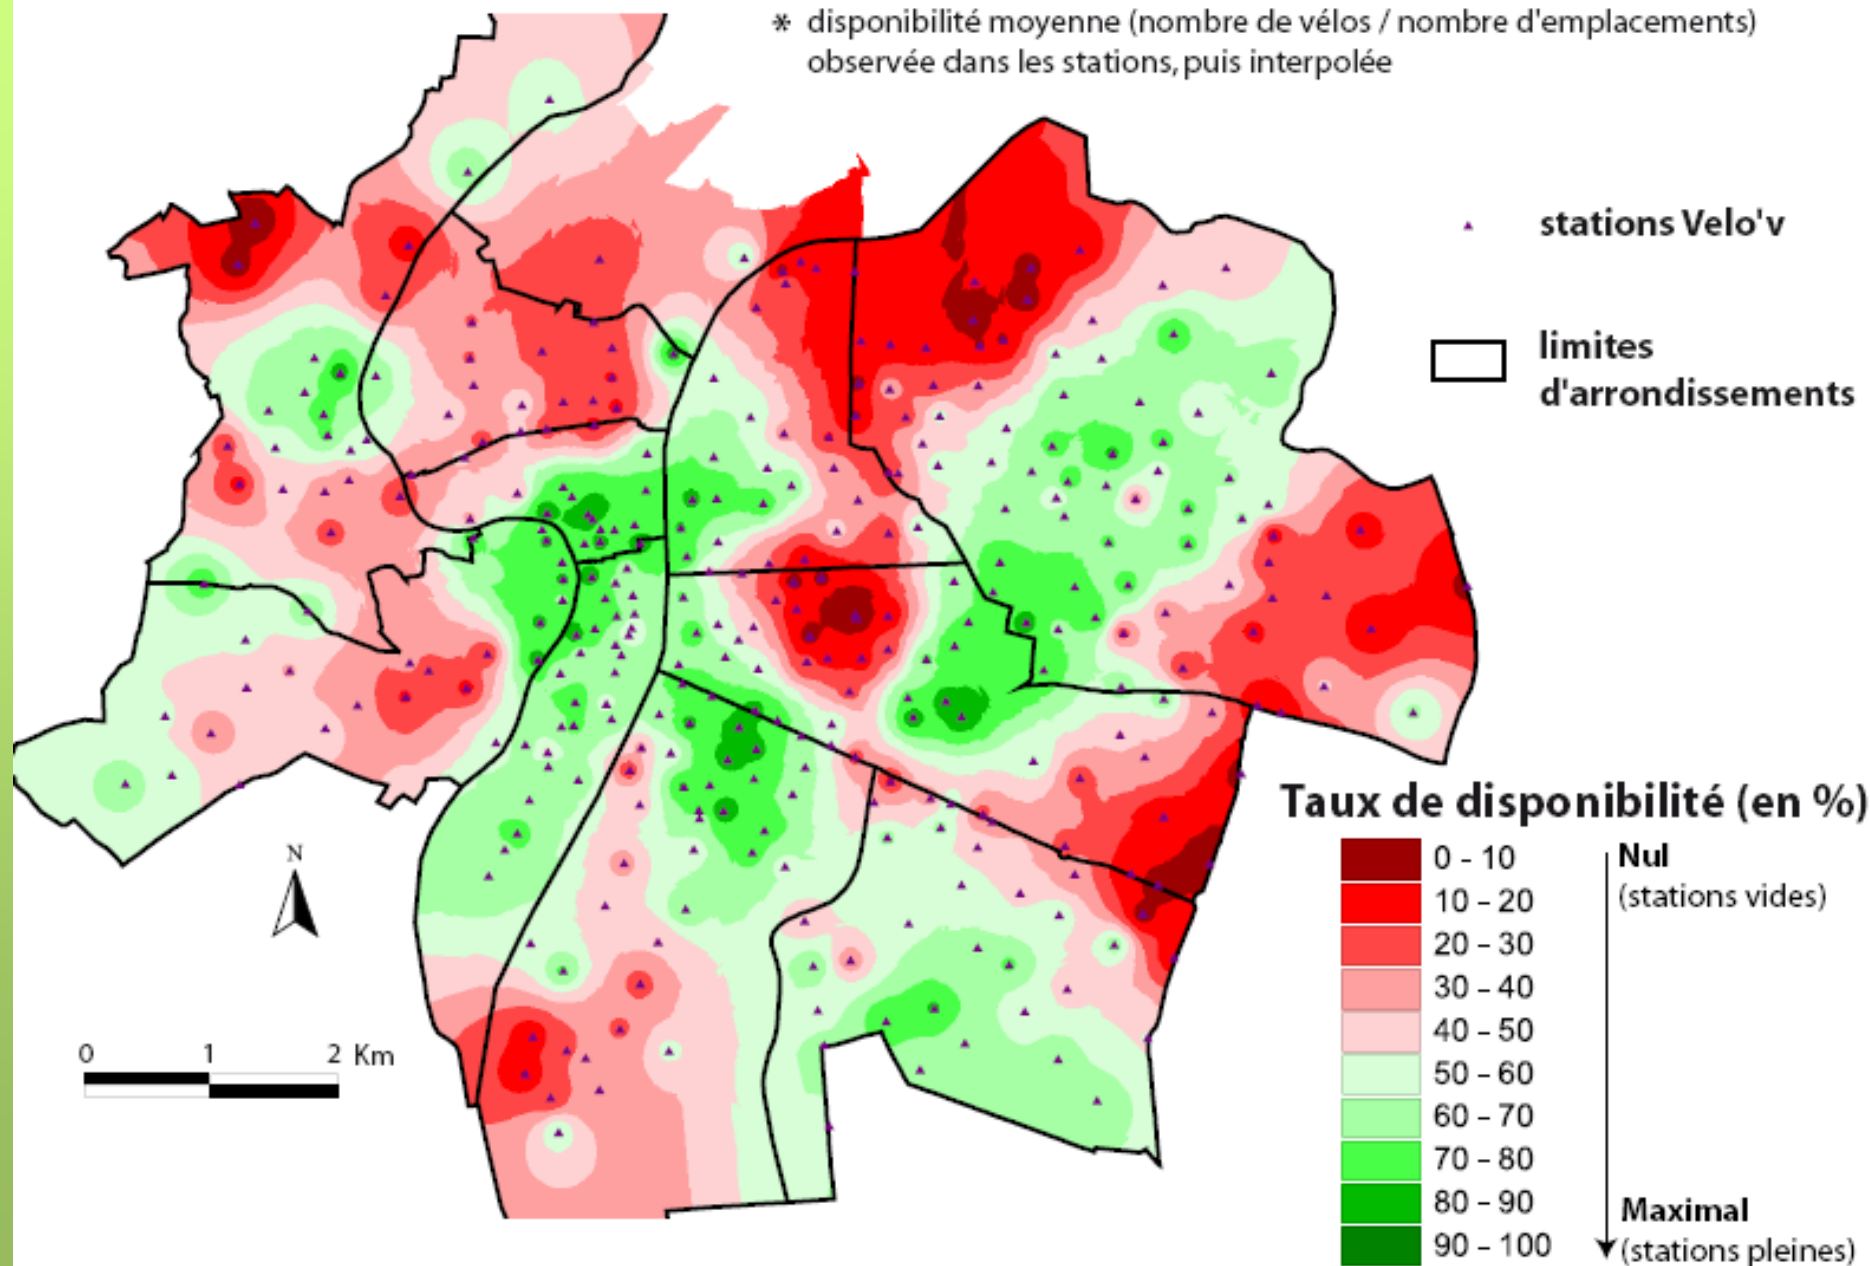 * disponibilité moyenne (nombre de vélos / nombre d'emplacements)
observée dans les stations, puis interpolée
stations Velo'v
limites
d'arrondissements
N
0 1 2 Km
Taux de disponibilité (en %)
0 - 10
10 - 20
20 - 30
30 - 40
40 - 50
50 - 60
60 - 70
70 - 80
80 - 90
90 - 100
Nul
(stations vides)
Maximal
(stations pleines)